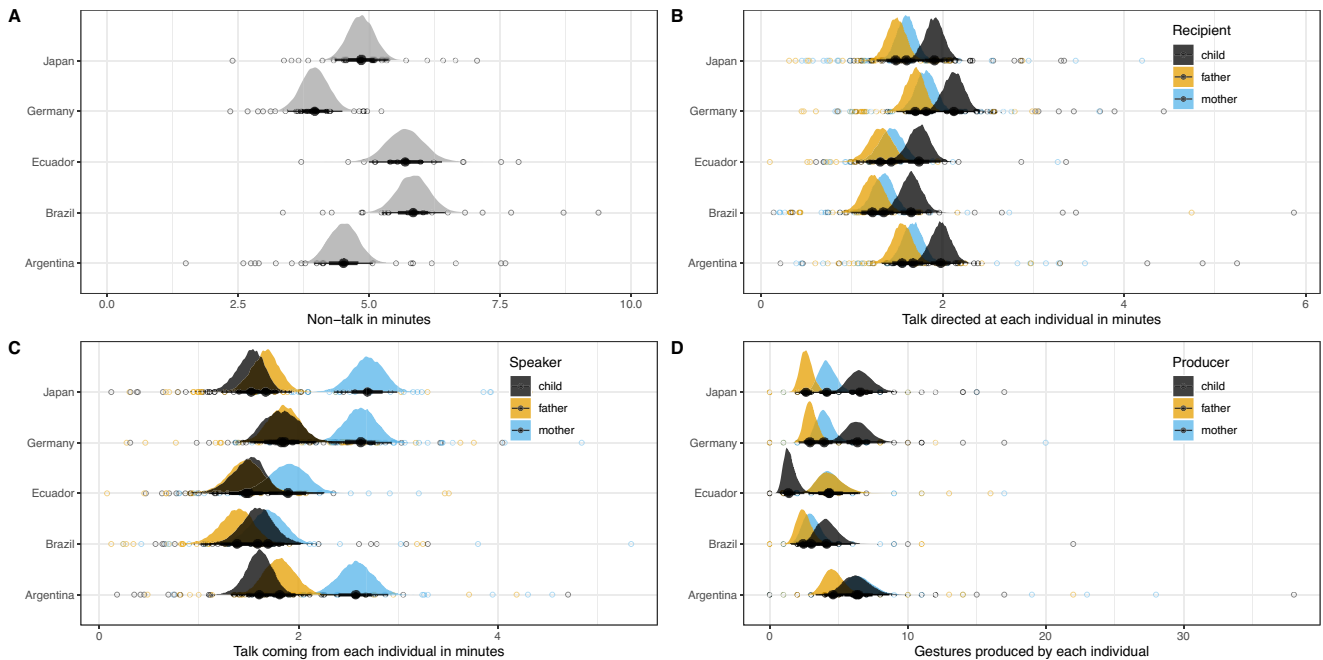 A
Japan
Germany
Ecuador
Brazil
Argentina
0.0 2.5 5.0 7.5 10.0
Non−talk in minutes
B
Recipient
child
father
mother
Japan
Germany
Ecuador
Brazil
Argentina
0 2 4 6
Talk directed at each individual in minutes
C
Speaker
child
father
mother
Japan
Germany
Ecuador
Brazil
Argentina
0 2 4
Talk coming from each individual in minutes
D
Producer
child
father
mother
Japan
Germany
Ecuador
Brazil
Argentina
0 10 20 30
Gestures produced by each individual